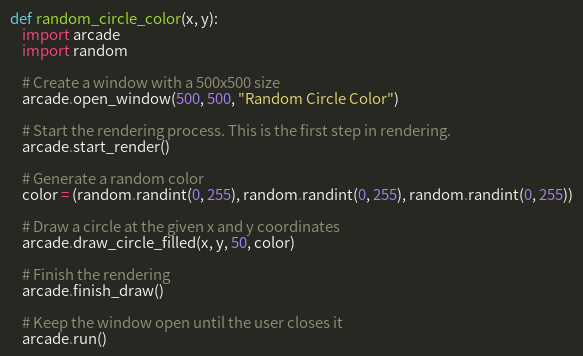 def random_circle_color(x, y):
import arcade
import random
# Create a window with a 500x500 size
arcade.open_window(500, 500, "Random Circle Color")
# Start the rendering process. This is the first step in rendering.
arcade.start_render()
# Generate a random color
color = (random.randint(0, 255), random.randint(0, 255), random.randint(0, 255))
# Draw a circle at the given x and y coordinates
arcade.draw_circle_filled(x, y, 50, color)
# Finish the rendering
arcade.finish_draw()
# Keep the window open until the user closes it
arcade.run()